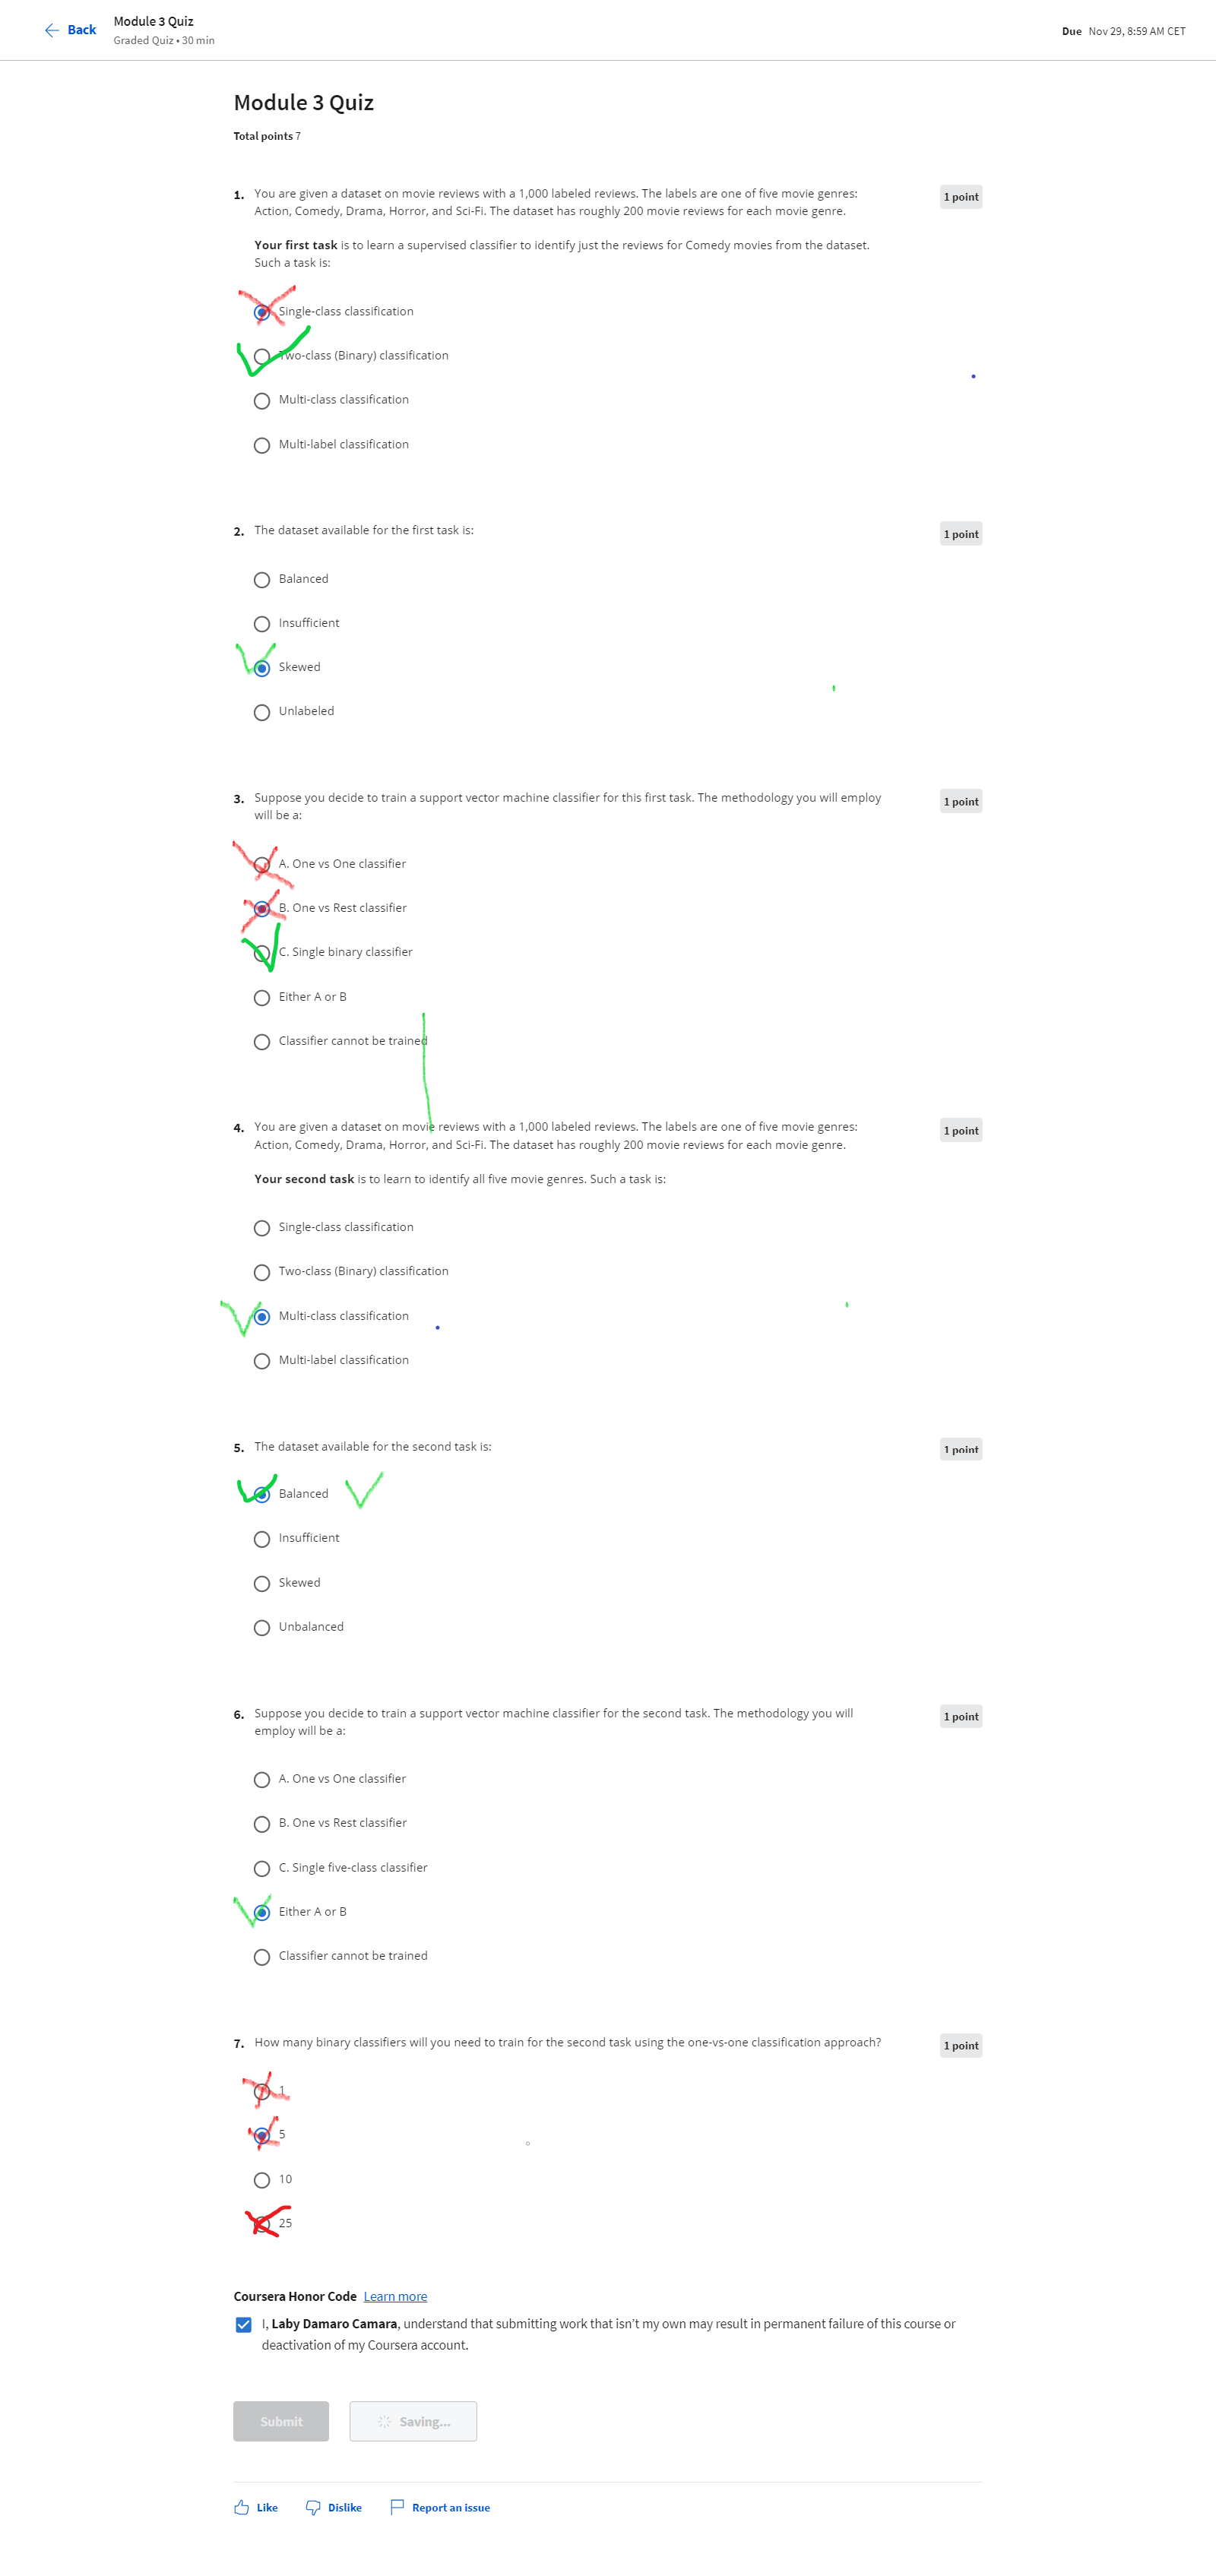 Back
Module 3 Quiz
Graded Quiz • 30 min
Due Nov 29, 8:59 AM CET
Module 3 Quiz
Total points 7
1. You are given a dataset on movie reviews with a 1,000 labeled reviews. The labels are one of five movie genres:
Action, Comedy, Drama, Horror, and Sci-Fi. The dataset has roughly 200 movie reviews for each movie genre.
1 point
Your first task is to learn a supervised classifier to identify just the reviews for Comedy movies from the dataset.
Such a task is:
Single-class classification
Two-class (Binary) classification
Multi-class classification
Multi-label classification
2. The dataset available for the first task is:
1 point
Balanced
Insufficient
Skewed
Unlabeled
3. Suppose you decide to train a support vector machine classifier for this first task. The methodology you will employ
will be a:
1 point
A. One vs One classifier
B. One vs Rest classifier
C. Single binary classifier
Either A or B
Classifier cannot be trained
4. You are given a dataset on movie reviews with a 1,000 labeled reviews. The labels are one of five movie genres:
Action, Comedy, Drama, Horror, and Sci-Fi. The dataset has roughly 200 movie reviews for each movie genre.
1 point
Your second task is to learn to identify all five movie genres. Such a task is:
Single-class classification
Two-class (Binary) classification
Multi-class classification
Multi-label classification
5. The dataset available for the second task is:
1 point
Balanced
Insufficient
Skewed
Unbalanced
6. Suppose you decide to train a support vector machine classifier for the second task. The methodology you will
employ will be a:
1 point
A. One vs One classifier
B. One vs Rest classifier
C. Single five-class classifier
Either A or B
Classifier cannot be trained
7. How many binary classifiers will you need to train for the second task using the one-vs-one classification approach?
1 point
1
5
10
25
Coursera Honor Code Learn more
I, Laby Damaro Camara, understand that submitting work that isn't my own may result in permanent failure of this course or
deactivation of my Coursera account.
Submit
Saving...
Like
Dislike
Report an issue